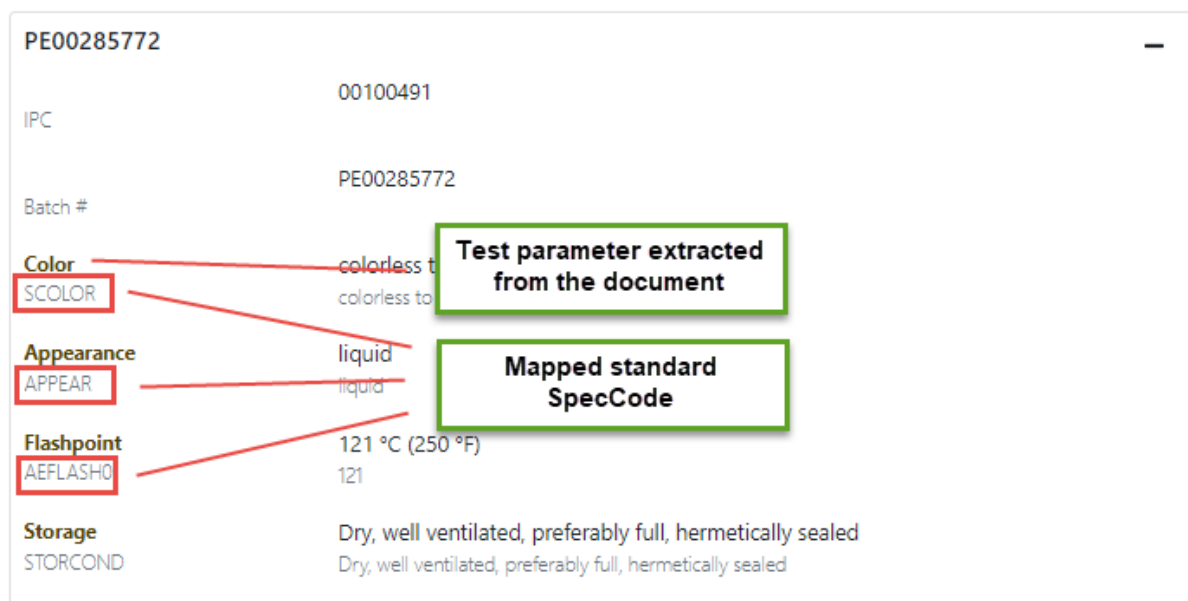 PE00285772
00100491
IPC
PE00285772
Batch #
Color
colorless t
SCOLOR
colorless to
Test parameter extracted
from the document
Appearance
liquid
APPEAR
liquid
Mapped standard
SpecCode
Flashpoint
121 °C (250 °F)
AEFLASH0
121
Storage
Dry, well ventilated, preferably full, hermetically sealed
STORCOND
Dry, well ventilated, preferably full, hermetically sealed